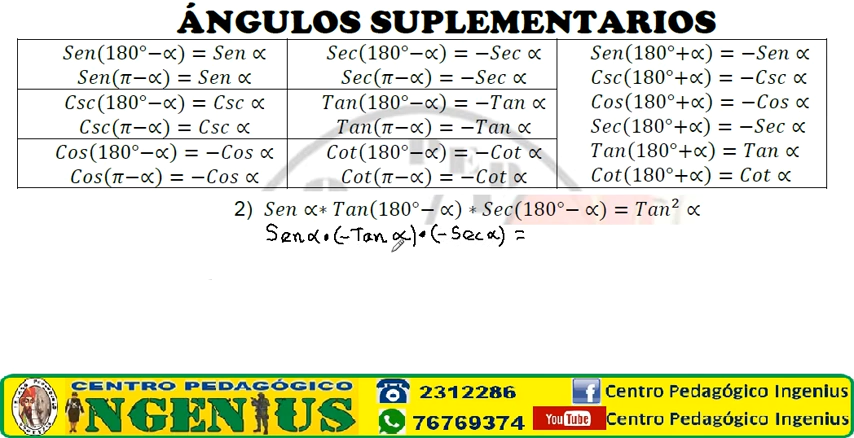 ÁNGULOS SUPLEMENTARIOS
Sen(180°−∝) = Sen ∝
Sen(π−∝) = Sen ∝
Sec(180°−∝) = −Sec ∝
Sec(π−∝) = −Sec ∝
Csc(180°−∝) = Csc ∝
Csc(π−∝) = Csc ∝
Tan(180°−∝) = −Tan ∝
Tan(π−∝) = −Tan ∝
Cos(180°−∝) = −Cos ∝
Cos(π−∝) = −Cos ∝
Cot(180°−∝) = −Cot ∝
Cot(π−∝) = −Cot ∝
Sen(180°+∝) = −Sen ∝
Csc(180°+∝) = −Csc ∝
Cos(180°+∝) = −Cos ∝
Sec(180°+∝) = −Sec ∝
Tan(180°+∝) = Tan ∝
Cot(180°+∝) = Cot ∝
2) Sen ∝∗ Tan(180°− ∝) ∗ Sec(180°− ∝) = Tan² ∝
Senα•(−Tan α)•(−Sec α) =
CENTRO PEDAGÓGICO
INGENIUS
2312286
76769374
f Centro Pedagógico Ingenius
YouTube Centro Pedagógico Ingenius